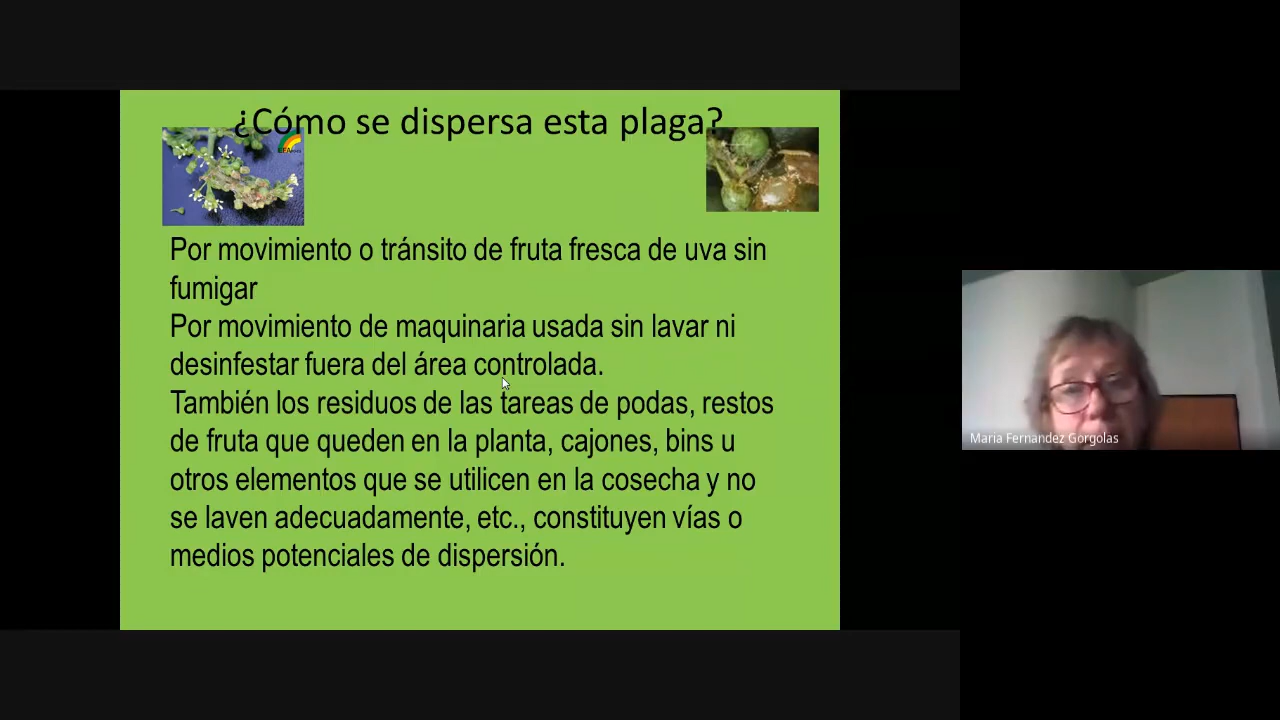 ¿Cómo se dispersa esta plaga?
Por movimiento o tránsito de fruta fresca de uva sin
fumigar
Por movimiento de maquinaria usada sin lavar ni
desinfestar fuera del área controlada.
También los residuos de las tareas de podas, restos
de fruta que queden en la planta, cajones, bins u
otros elementos que se utilicen en la cosecha y no
se laven adecuadamente, etc., constituyen vías o
medios potenciales de dispersión.
Maria Fernandez Gorgolas